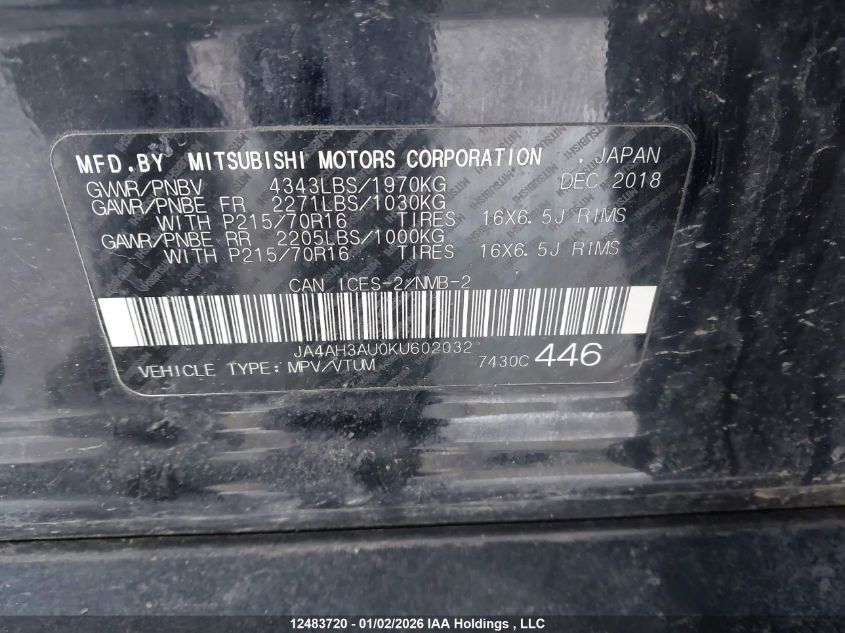 MFD.BY MITSUBISHI MOTORS CORPORATION . JAPAN
GVWR/PNBV 4343LBS/1970KG DEC.2018
GAWR/PNBE FR 2271LBS/1030KG
WITH P215/70R16 TIRES 16X6.5J RIMS
GAWR/PNBE RR 2205LBS/1000KG
WITH P215/70R16 TIRES 16X6.5J RIMS
CAN ICES-2/NMB-2
JA4AH3AU0KU602032
VEHICLE TYPE:MPV/VTUM 7430C 446
12483720 - 01/02/2026 IAA Holdings , LLC